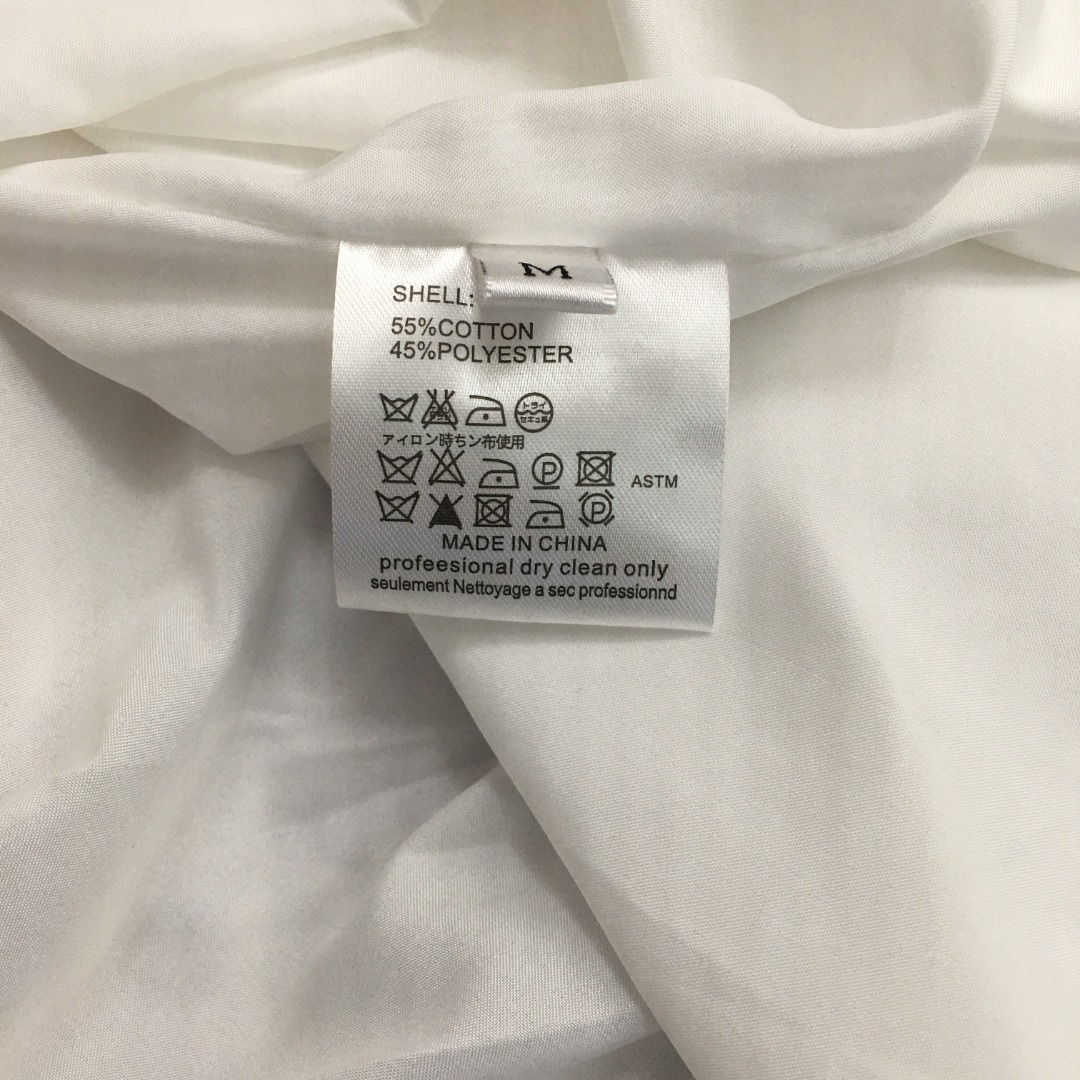 M
SHELL:
55%COTTON
45%POLYESTER
アイロン時ちン布使用
P
ASTM
P
MADE IN CHINA
profeesional dry clean only
seulement Nettoyage a sec professionnd